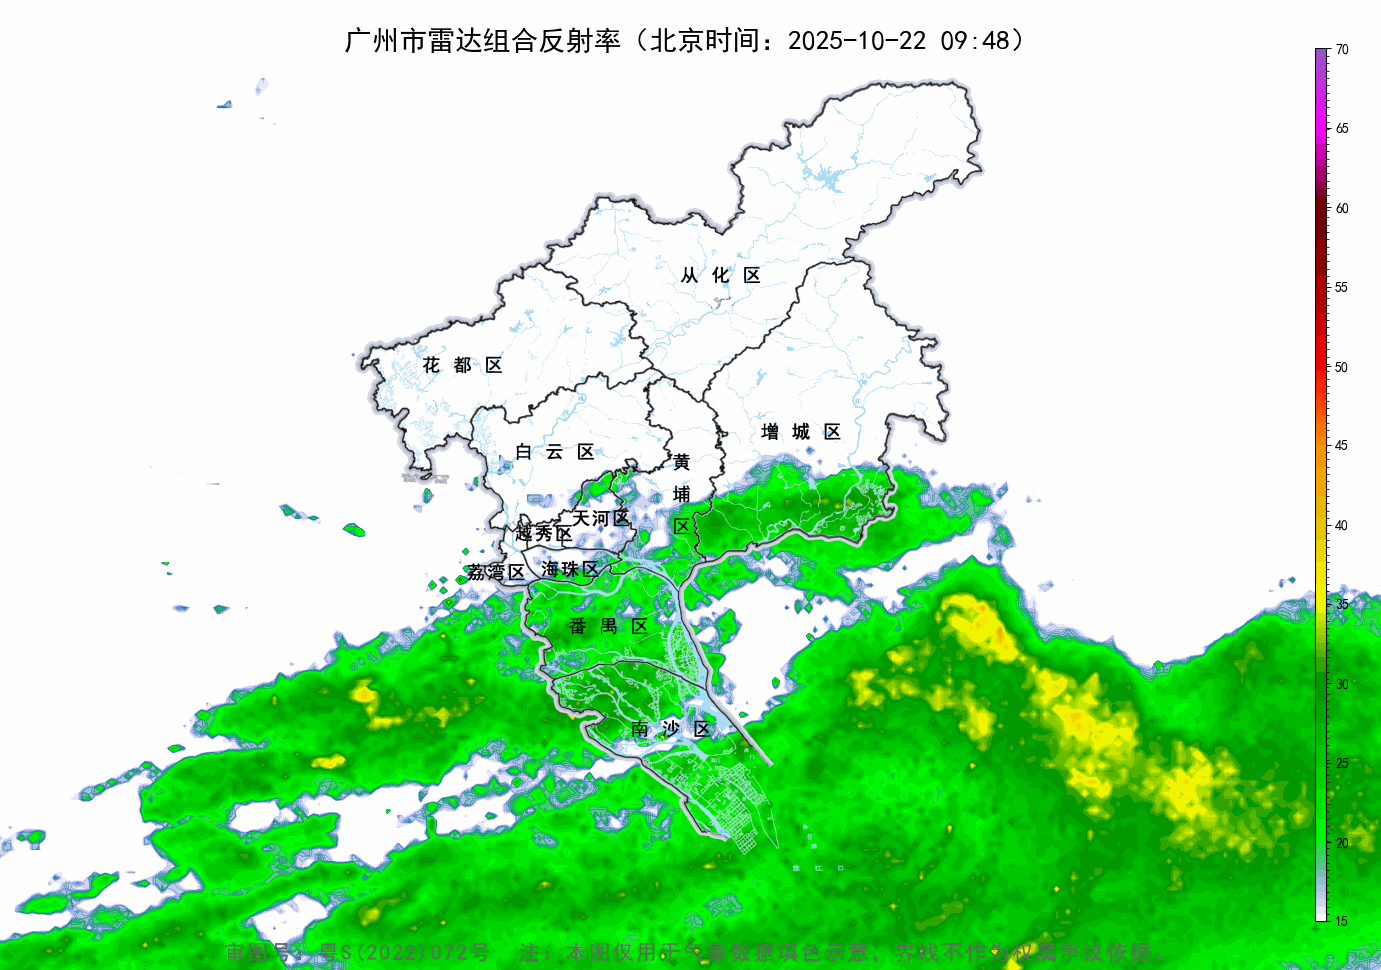 广州市雷达组合反射率（北京时间：2025-10-22 09:48）
70
65
60
从 化 区
55
花 都 区
50
增 城 区
45
白 云 区
黄
埔
区
40
天河区
越秀区
荔湾区
海珠区
35
番 禺 区
30
南 沙 区
25
20
15
审图号：粤S(2022)072号 注：本图仅用于气象数据填色示意，界线不作为权属争议依据。